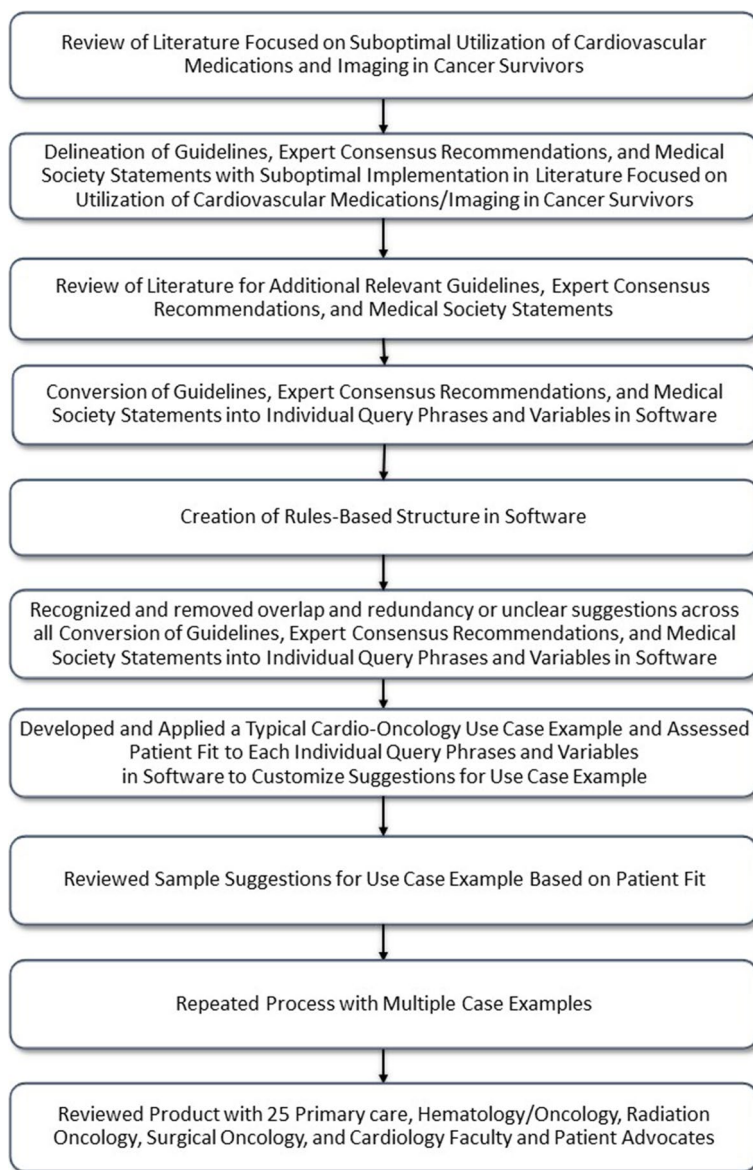 Review of Literature Focused on Suboptimal Utilization of Cardiovascular
Medications and Imaging in Cancer Survivors
Delineation of Guidelines, Expert Consensus Recommendations, and Medical
Society Statements with Suboptimal Implementation in Literature Focused on
Utilization of Cardiovascular Medications/Imaging in Cancer Survivors
Review of Literature for Additional Relevant Guidelines, Expert Consensus
Recommendations, and Medical Society Statements
Conversion of Guidelines, Expert Consensus Recommendations, and Medical
Society Statements into Individual Query Phrases and Variables in Software
Creation of Rules-Based Structure in Software
Recognized and removed overlap and redundancy or unclear suggestions across
all Conversion of Guidelines, Expert Consensus Recommendations, and Medical
Society Statements into Individual Query Phrases and Variables in Software
Developed and Applied a Typical Cardio-Oncology Use Case Example and Assessed
Patient Fit to Each Individual Query Phrases and Variables
in Software to Customize Suggestions for Use Case Example
Reviewed Sample Suggestions for Use Case Example Based on Patient Fit
Repeated Process with Multiple Case Examples
Reviewed Product with 25 Primary care, Hematology/Oncology, Radiation
Oncology, Surgical Oncology, and Cardiology Faculty and Patient Advocates